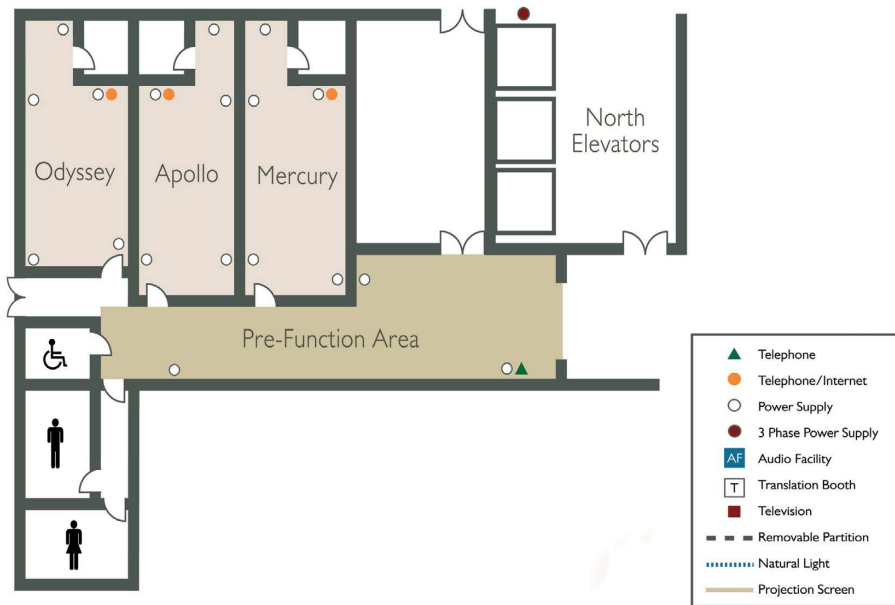 North
Elevators
Odyssey
Apollo
Mercury
Pre-Function Area
Telephone
Telephone/Internet
Power Supply
3 Phase Power Supply
AF Audio Facility
T Translation Booth
Television
Removable Partition
Natural Light
Projection Screen